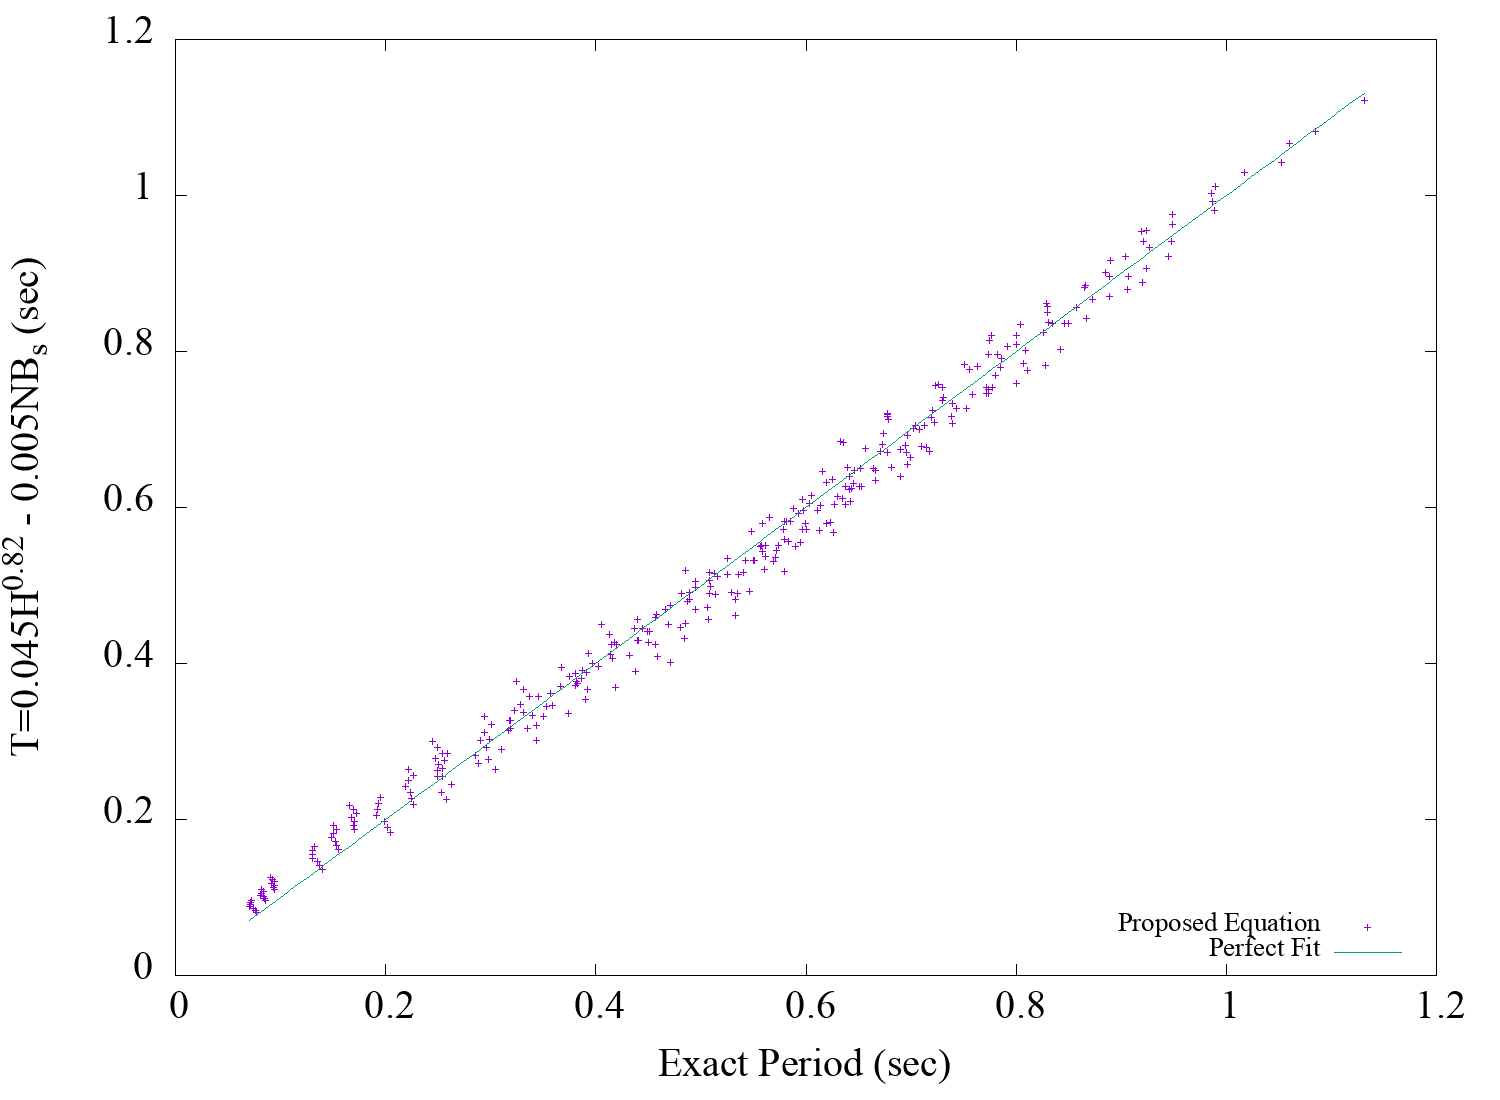 1.2
1
0.8
0.6
0.4
0.2
0
T=0.045H^0.82 - 0.005NB_s (sec)
Proposed Equation
Perfect Fit
0 0.2 0.4 0.6 0.8 1 1.2
Exact Period (sec)